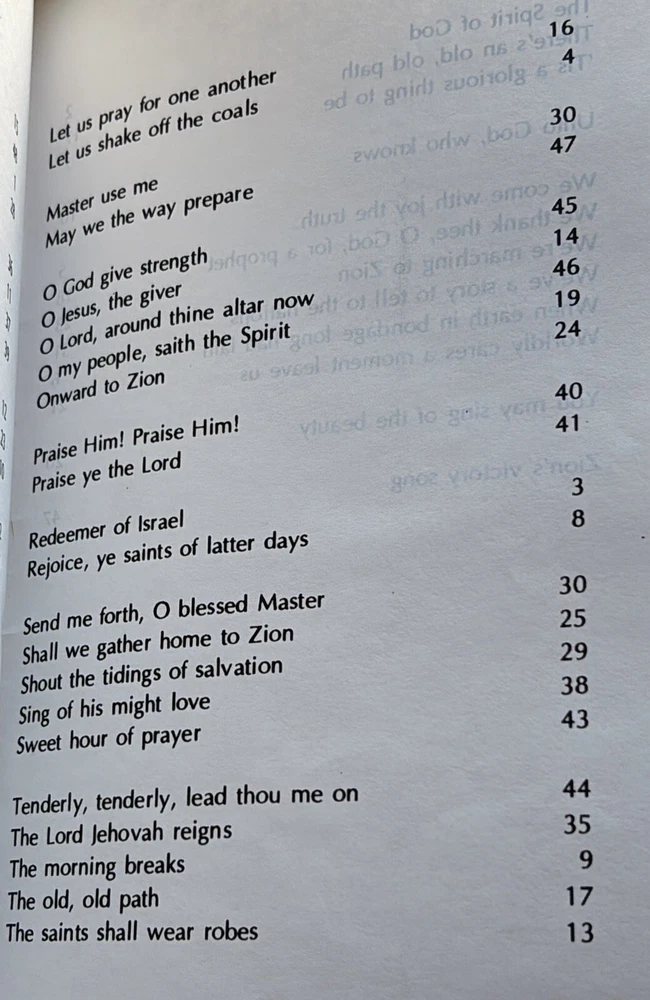 Let us pray for one another 16
Let us shake off the coals 4
Master use me 30
May we the way prepare 47
O God give strength 45
O Jesus, the giver 14
O Lord, around thine altar now 46
O my people, saith the Spirit 19
Onward to Zion 24
Praise Him! Praise Him! 40
Praise ye the Lord 41
Redeemer of Israel 3
Rejoice, ye saints of latter days 8
Send me forth, O blessed Master 30
Shall we gather home to Zion 25
Shout the tidings of salvation 29
Sing of his might love 38
Sweet hour of prayer 43
Tenderly, tenderly, lead thou me on 44
The Lord Jehovah reigns 35
The morning breaks 9
The old, old path 17
The saints shall wear robes 13